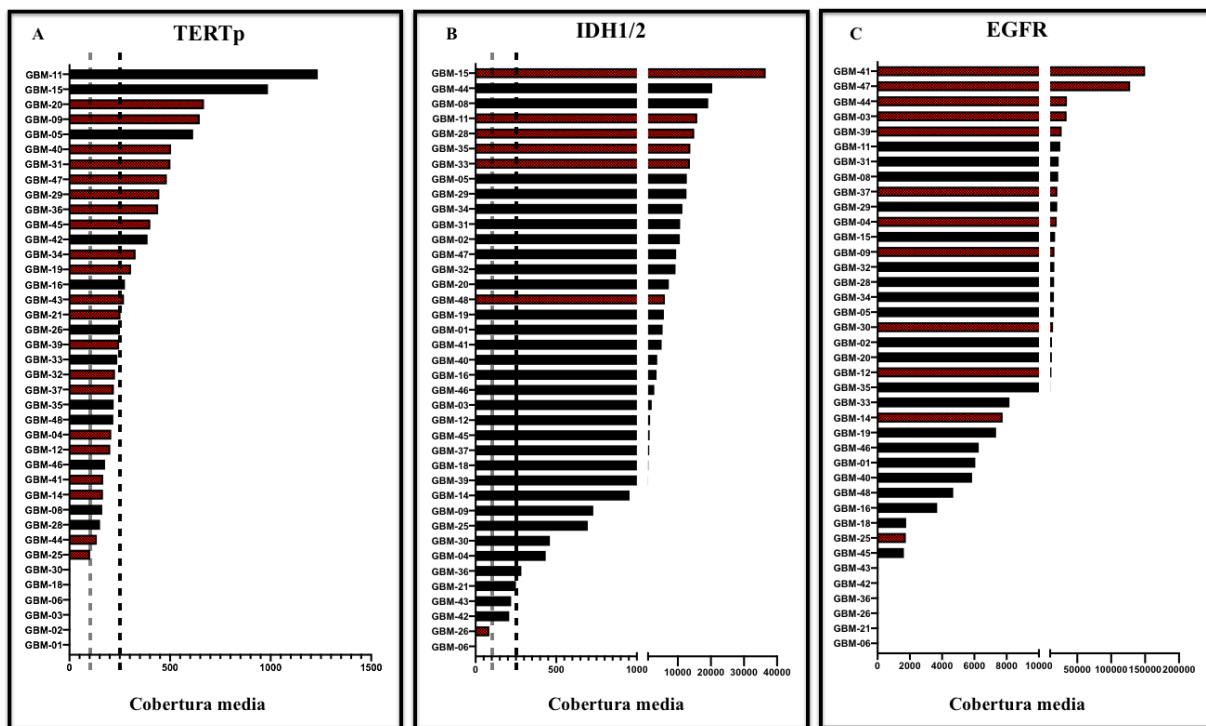 A TERTp
GBM-11
GBM-15
GBM-20
GBM-09
GBM-05
GBM-40
GBM-31
GBM-47
GBM-29
GBM-36
GBM-45
GBM-42
GBM-34
GBM-19
GBM-16
GBM-43
GBM-21
GBM-26
GBM-39
GBM-33
GBM-32
GBM-37
GBM-35
GBM-48
GBM-04
GBM-12
GBM-46
GBM-41
GBM-14
GBM-08
GBM-28
GBM-44
GBM-25
GBM-30
GBM-18
GBM-06
GBM-03
GBM-02
GBM-01
0 500 1000 1500
Cobertura media
B IDH1/2
GBM-15
GBM-44
GBM-08
GBM-11
GBM-28
GBM-35
GBM-33
GBM-05
GBM-29
GBM-34
GBM-31
GBM-02
GBM-47
GBM-32
GBM-20
GBM-48
GBM-19
GBM-01
GBM-41
GBM-40
GBM-16
GBM-46
GBM-03
GBM-12
GBM-45
GBM-37
GBM-18
GBM-39
GBM-14
GBM-09
GBM-25
GBM-30
GBM-04
GBM-36
GBM-21
GBM-43
GBM-42
GBM-26
GBM-06
0 500 1000 10000 20000 30000 40000
Cobertura media
C EGFR
GBM-41
GBM-47
GBM-44
GBM-03
GBM-39
GBM-11
GBM-31
GBM-08
GBM-37
GBM-29
GBM-04
GBM-15
GBM-09
GBM-32
GBM-28
GBM-34
GBM-05
GBM-30
GBM-02
GBM-20
GBM-12
GBM-35
GBM-33
GBM-14
GBM-19
GBM-46
GBM-01
GBM-40
GBM-48
GBM-16
GBM-18
GBM-25
GBM-45
GBM-43
GBM-42
GBM-36
GBM-26
GBM-21
GBM-06
0 2000 4000 6000 8000 10000 50000 100000 150000 200000
Cobertura media